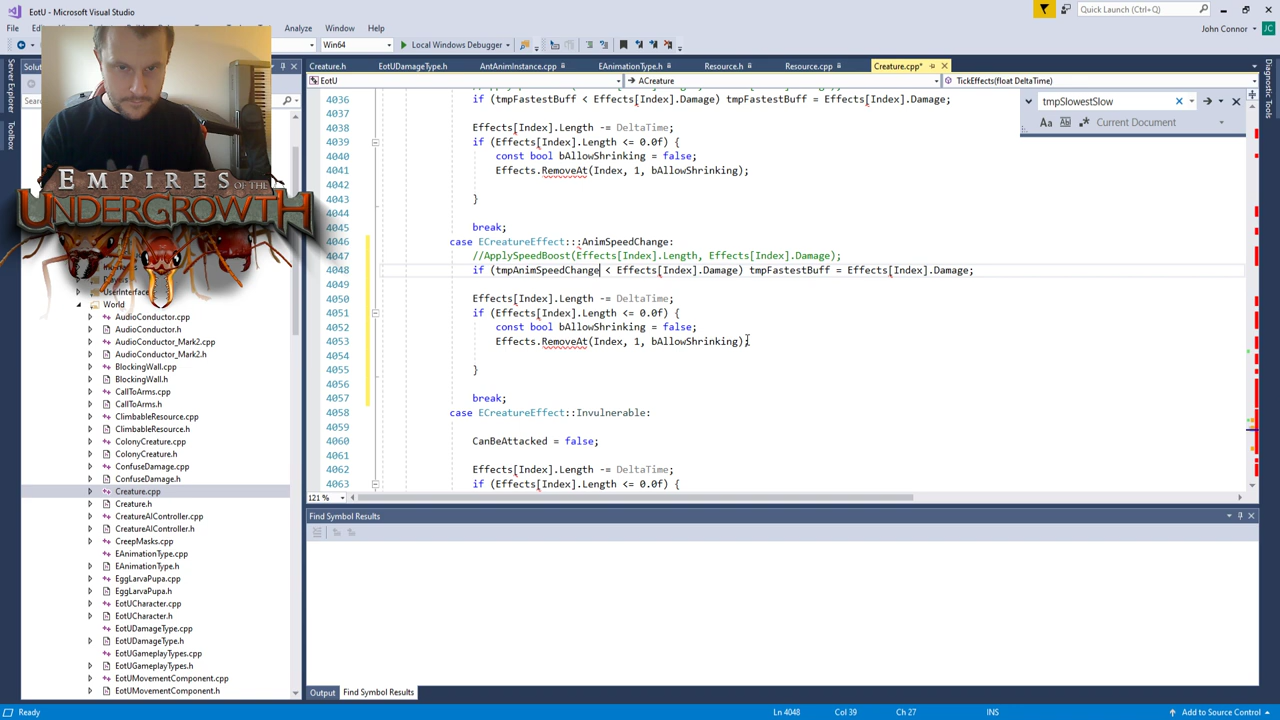 EotU - Microsoft Visual Studio
Quick Launch (Ctrl+Q)
File
Analyze
Window
Help
John Connor
JC
Win64
Local Windows Debugger
Server Explorer
Toolbox
Diagnostic Tools
Creature.h
EotUDamageType.h
AntAnimInstance.cpp
EAnimationType.h
Resource.h
Resource.cpp
Creature.cpp*
EotU
ACreature
TickEffects(float DeltaTime)
tmpSlowestSlow
Aa
Current Document
4036 if (tmpFastestBuff < Effects[Index].Damage) tmpFastestBuff = Effects[Index].Damage;
4037
4038 Effects[Index].Length -= DeltaTime;
4039 if (Effects[Index].Length <= 0.0f) {
4040 const bool bAllowShrinking = false;
4041 Effects.RemoveAt(Index, 1, bAllowShrinking);
4042
4043 }
4044
4045 break;
4046 case ECreatureEffect:::AnimSpeedChange:
4047 //ApplySpeedBoost(Effects[Index].Length, Effects[Index].Damage);
4048 if (tmpAnimSpeedChange < Effects[Index].Damage) tmpFastestBuff = Effects[Index].Damage;
4049
4050 Effects[Index].Length -= DeltaTime;
4051 if (Effects[Index].Length <= 0.0f) {
4052 const bool bAllowShrinking = false;
4053 Effects.RemoveAt(Index, 1, bAllowShrinking);
4054
4055 }
4056
4057 break;
4058 case ECreatureEffect::Invulnerable:
4059
4060 CanBeAttacked = false;
4061
4062 Effects[Index].Length -= DeltaTime;
4063 if (Effects[Index].Length <= 0.0f) {
121 %
EMPIRES OF THE
UNDERGROWTH
UserInterface
World
AudioConductor.cpp
AudioConductor.h
AudioConductor_Mark2.cpp
AudioConductor_Mark2.h
BlockingWall.cpp
BlockingWall.h
CallToArms.cpp
CallToArms.h
ClimbableResource.cpp
ClimbableResource.h
ColonyCreature.cpp
ColonyCreature.h
ConfuseDamage.cpp
ConfuseDamage.h
Creature.cpp
Creature.h
CreatureAIController.cpp
CreatureAIController.h
CreepMasks.cpp
EAnimationType.cpp
EAnimationType.h
EggLarvaPupa.cpp
EggLarvaPupa.h
EotUCharacter.cpp
EotUCharacter.h
EotUDamageType.cpp
EotUDamageType.h
EotUGameplayTypes.cpp
EotUGameplayTypes.h
EotUMovementComponent.cpp
EotUMovementComponent.h
Find Symbol Results
Output
Find Symbol Results
Ready
Ln 4048
Col 39
Ch 27
INS
Add to Source Control